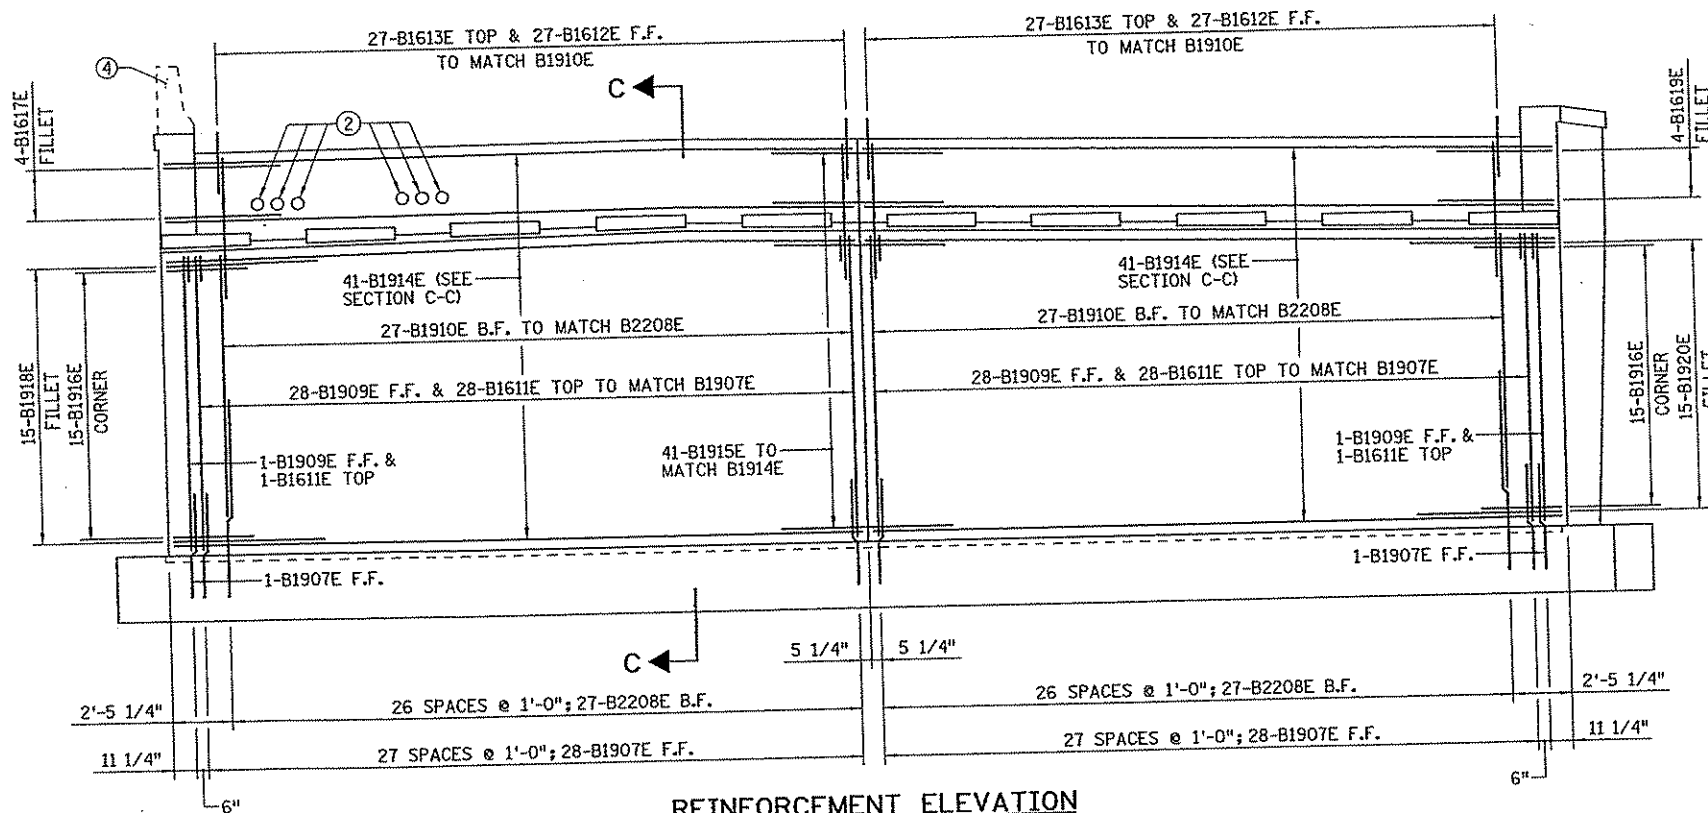 27-B1613E TOP & 27-B1612E F.F.
TO MATCH B1910E
27-B1613E TOP & 27-B1612E F.F.
TO MATCH B1910E
4
C
2
4-B1617E
FILLET
4-B1619E
FILLET
41-B1914E (SEE
SECTION C-C)
41-B1914E (SEE
SECTION C-C)
27-B1910E B.F. TO MATCH B2208E
27-B1910E B.F. TO MATCH B2208E
28-B1909E F.F. & 28-B1611E TOP TO MATCH B1907E
28-B1909E F.F. & 28-B1611E TOP TO MATCH B1907E
15-B1918E
FILLET
15-B1916E
CORNER
15-B1916E
CORNER
15-B1920E
FILLET
1-B1909E F.F. &
1-B1611E TOP
41-B1915E TO
MATCH B1914E
1-B1909E F.F. &
1-B1611E TOP
1-B1907E F.F.
1-B1907E F.F.
C
5 1/4"
5 1/4"
2'-5 1/4"
26 SPACES @ 1'-0"; 27-B2208E B.F.
26 SPACES @ 1'-0"; 27-B2208E B.F.
2'-5 1/4"
11 1/4"
27 SPACES @ 1'-0"; 28-B1907E F.F.
27 SPACES @ 1'-0"; 28-B1907E F.F.
11 1/4"
6"
6"
REINFORCEMENT ELEVATION